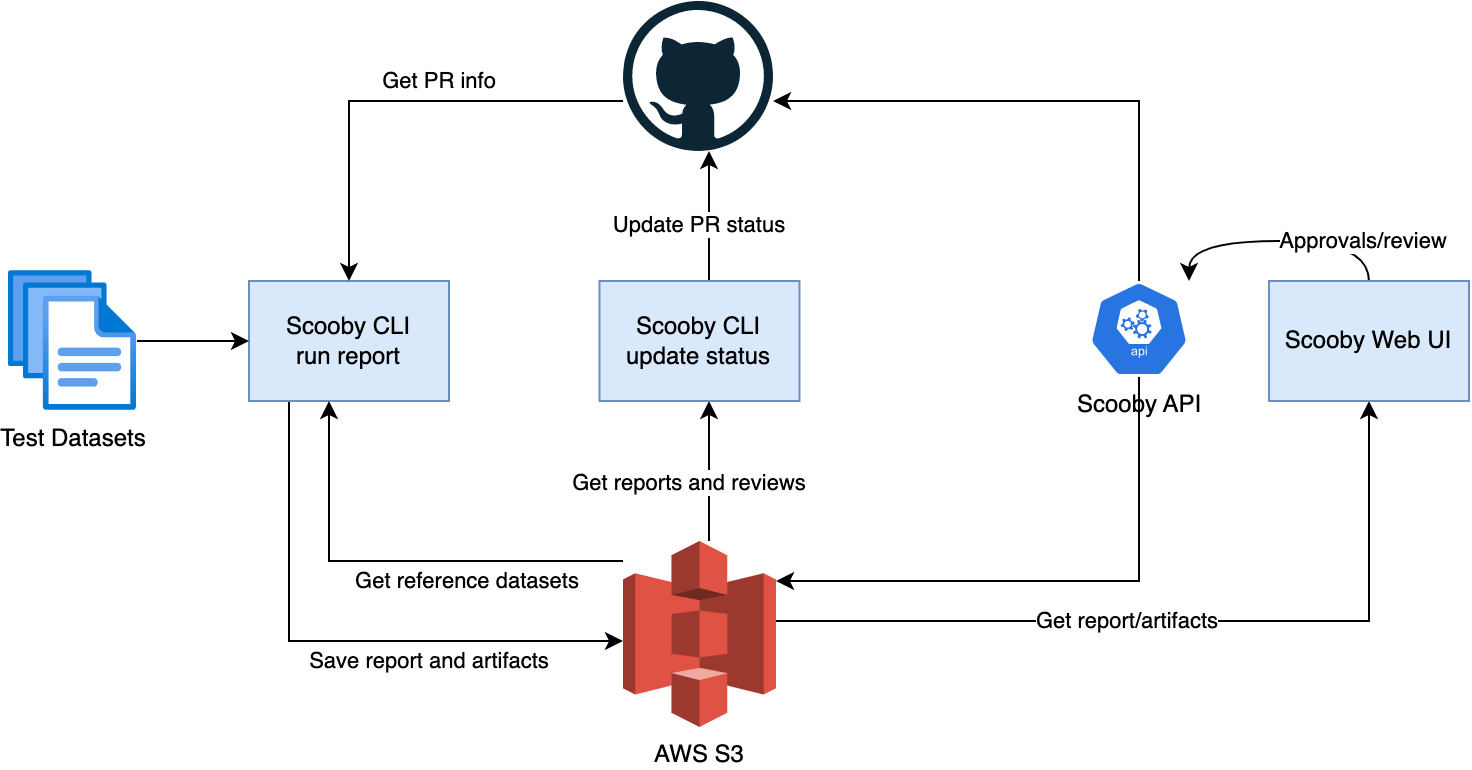 Get PR info
Update PR status
Approvals/review
Scooby CLI
run report
Scooby CLI
update status
api
Scooby Web UI
Scooby API
Test Datasets
Get reports and reviews
Get reference datasets
Get report/artifacts
Save report and artifacts
AWS S3